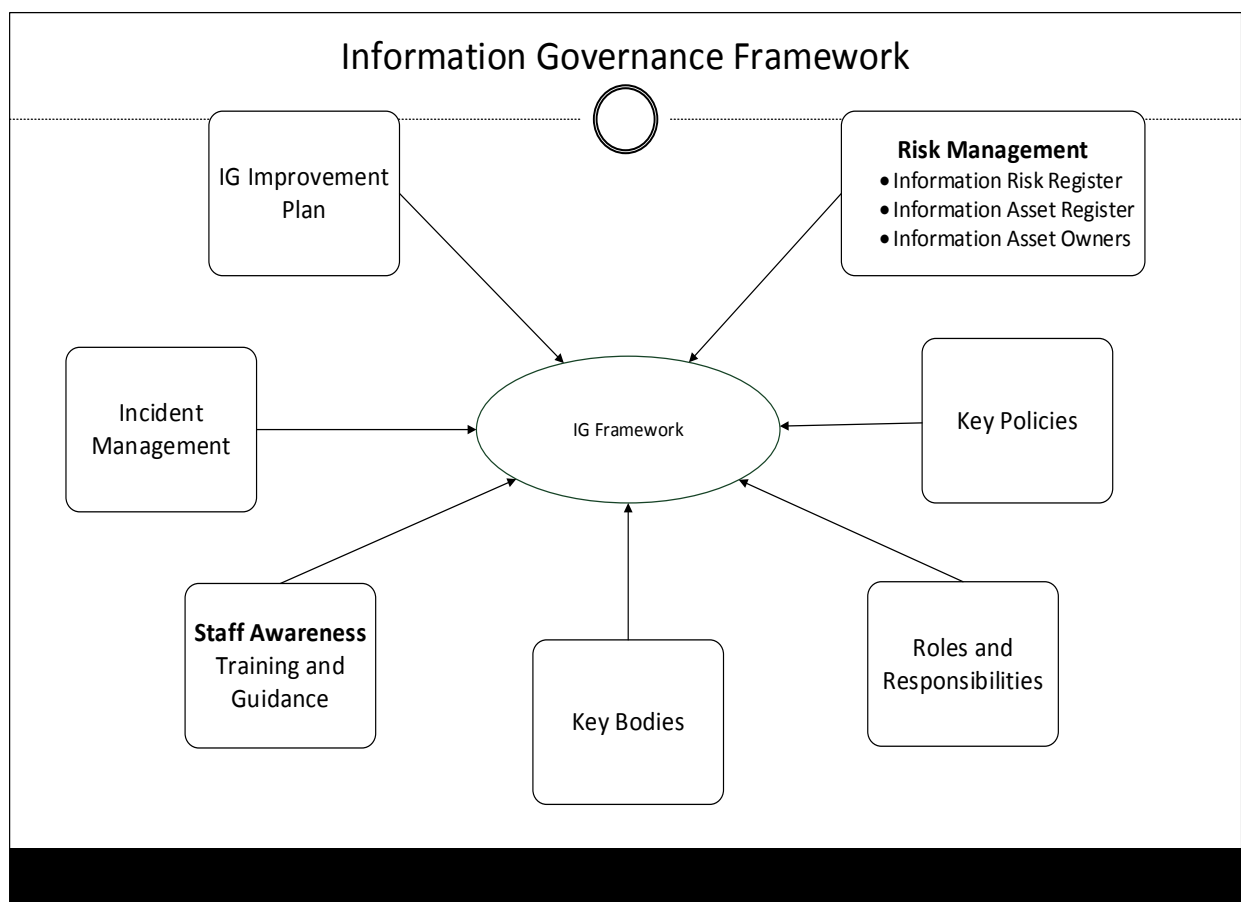 Information Governance Framework
IG Improvement
Plan
Risk Management
• Information Risk Register
• Information Asset Register
• Information Asset Owners
Incident
Management
IG Framework
Key Policies
Staff Awareness
Training and
Guidance
Key Bodies
Roles and
Responsibilities